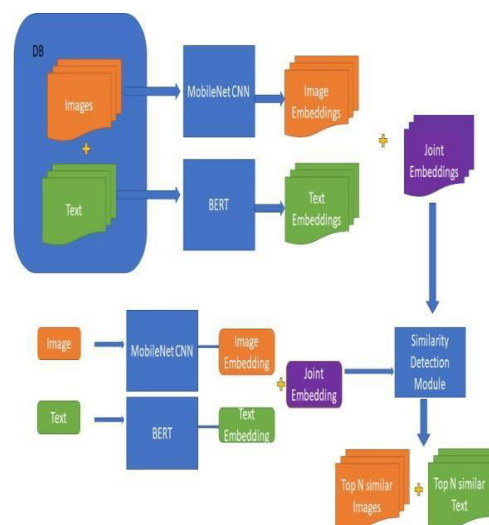 DB
Images
+
Text
MobileNet CNN
BERT
Image
Embeddings
Text
Embeddings
+
Joint
Embeddings
Image
Text
MobileNet CNN
BERT
Image
Embedding
Text
Embedding
+
Joint
Embedding
Similarity
Detection
Module
Top N similar
Images
+
Top N similar
Text